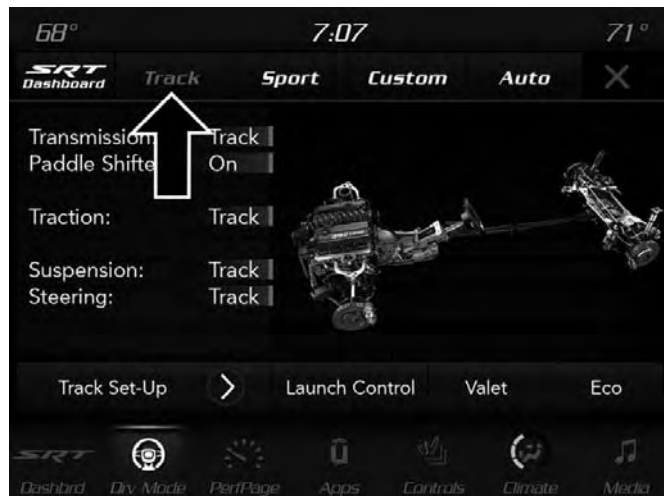 68° 7:07 71°
SRT Dashboard Track Sport Custom Auto X
Transmission: Track
Paddle Shifte On
Traction: Track
Suspension: Track
Steering: Track
Track Set-Up > Launch Control Valet Eco
SRT
Dashbrd Drv Mode PerfPage Apps Controls Climate Media